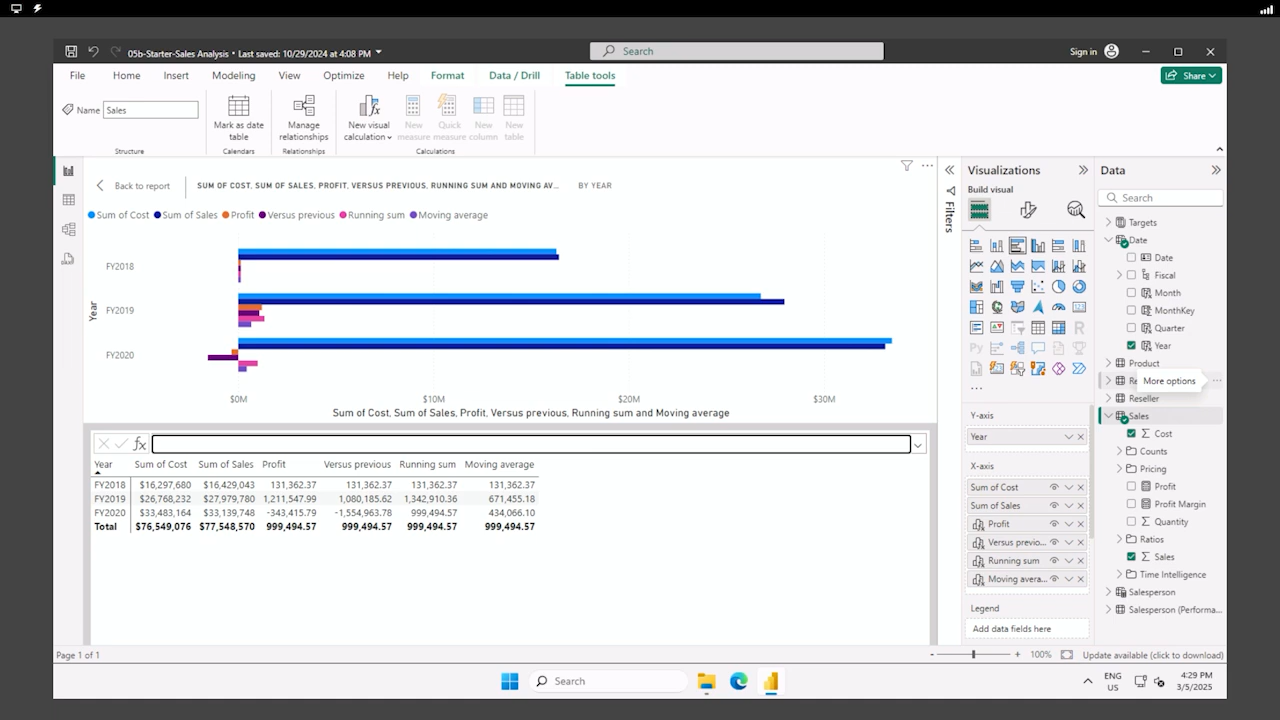 05b-Starter-Sales Analysis • Last saved: 10/29/2024 at 4:08 PM
Search
Sign in
File Home Insert Modeling View Optimize Help Format Data / Drill Table tools
Share
Name Sales
Mark as date table
Manage relationships
New visual calculation
New measure
Quick measure
New column
New table
Structure
Calendars
Relationships
Calculations
Back to report
SUM OF COST, SUM OF SALES, PROFIT, VERSUS PREVIOUS, RUNNING SUM AND MOVING AV...
BY YEAR
Sum of Cost Sum of Sales Profit Versus previous Running sum Moving average
Year
FY2018
FY2019
FY2020
$0M $10M $20M $30M
Sum of Cost, Sum of Sales, Profit, Versus previous, Running sum and Moving average
fx
Year Sum of Cost Sum of Sales Profit Versus previous Running sum Moving average
FY2018 $16,297,680 $16,429,043 131,362.37 131,362.37 131,362.37 131,362.37
FY2019 $26,768,232 $27,979,780 1,211,547.99 1,080,185.62 1,342,910.36 671,455.18
FY2020 $33,483,164 $33,139,748 -343,415.79 -1,554,963.78 999,494.57 434,066.10
Total $76,549,076 $77,548,570 999,494.57 999,494.57 999,494.57 999,494.57
Filters
Visualizations
Build visual
R
Py
...
Y-axis
Year
X-axis
Sum of Cost
Sum of Sales
Profit
Versus previo...
Running sum
Moving avera...
Legend
Add data fields here
Data
Search
Targets
Date
Date
Fiscal
Month
MonthKey
Quarter
Year
Product
Re
More options
Reseller
Sales
Cost
Counts
Pricing
Profit
Profit Margin
Quantity
Ratios
Sales
Time Intelligence
Salesperson
Salesperson (Performa...
Page 1 of 1
- + 100%
Update available (click to download)
Search
ENG
US
4:29 PM
3/5/2025